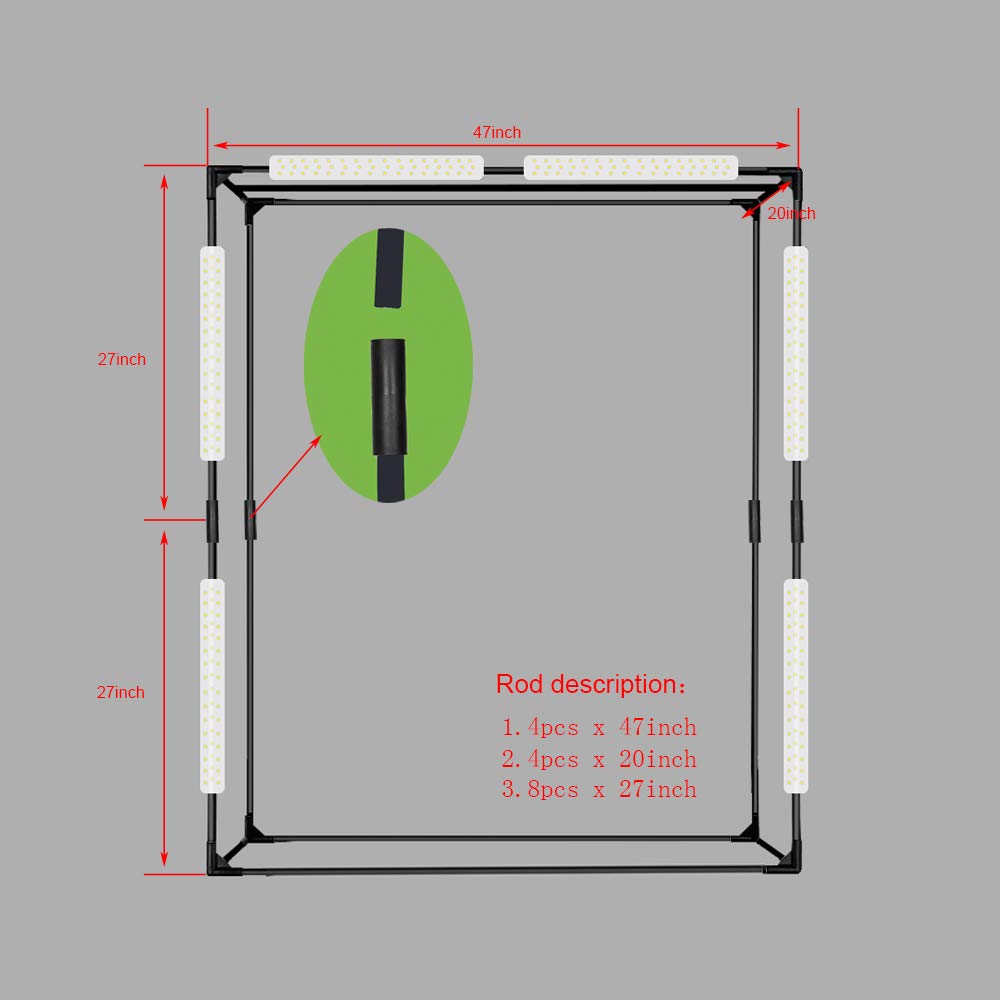 47inch
20inch
27inch
27inch
Rod description：
1.4pcs x 47inch
2.4pcs x 20inch
3.8pcs x 27inch